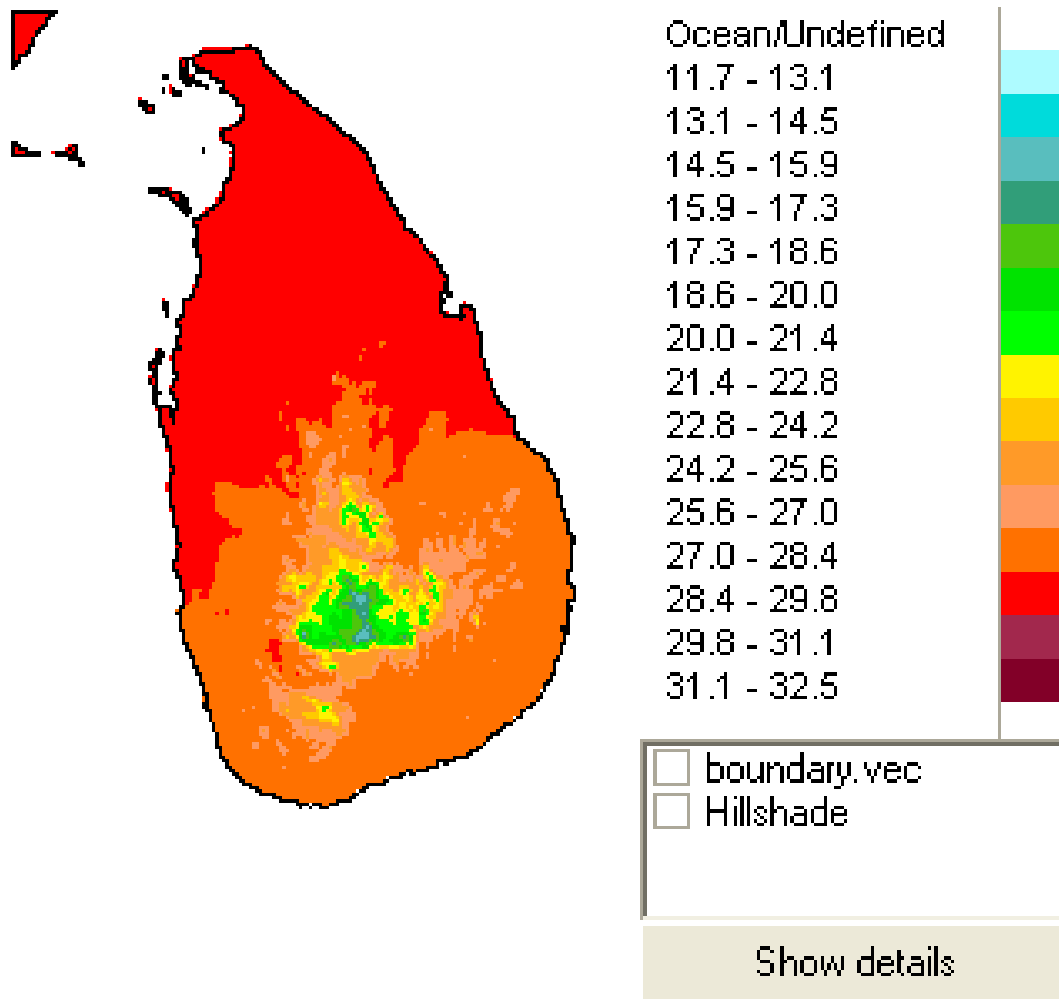 Ocean/Undefined
11.7 - 13.1
13.1 - 14.5
14.5 - 15.9
15.9 - 17.3
17.3 - 18.6
18.6 - 20.0
20.0 - 21.4
21.4 - 22.8
22.8 - 24.2
24.2 - 25.6
25.6 - 27.0
27.0 - 28.4
28.4 - 29.8
29.8 - 31.1
31.1 - 32.5
boundary.vec
Hillshade
Show details